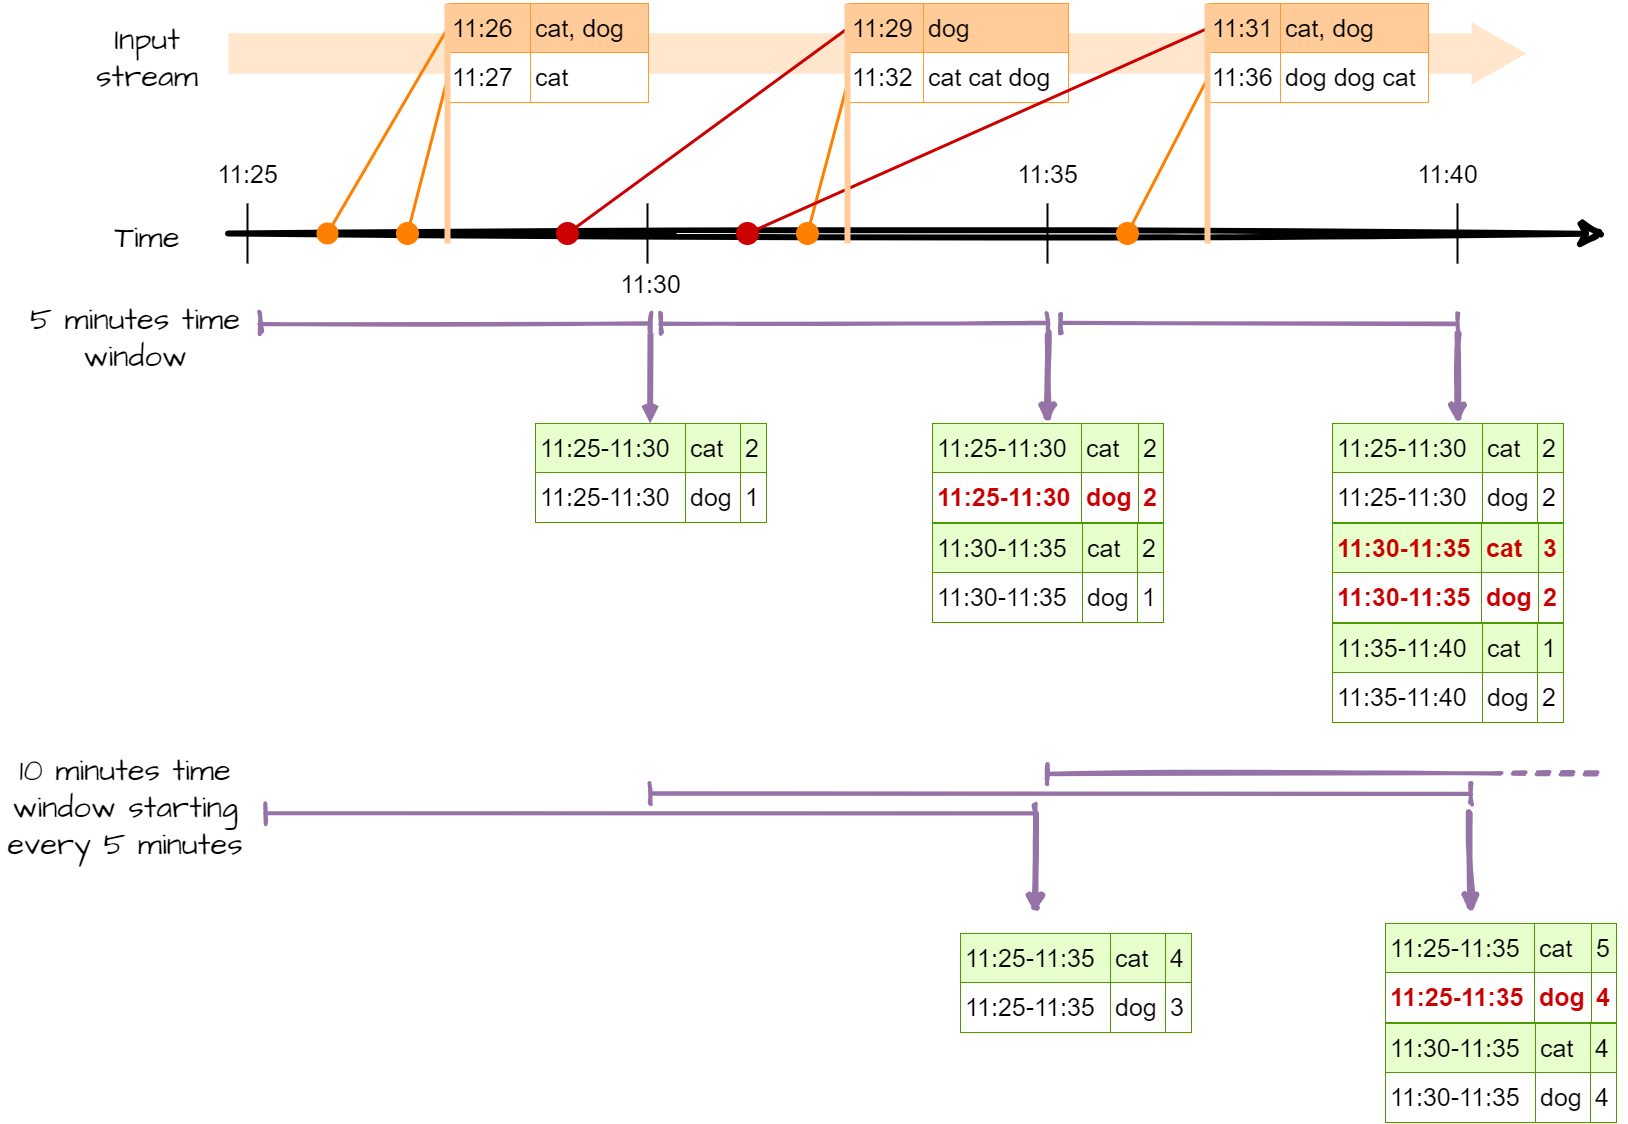 Input
stream
11:26 cat, dog
11:27 cat
11:29 dog
11:32 cat cat dog
11:31 cat, dog
11:36 dog dog cat
11:25
11:35
11:40
Time
11:30
5 minutes time
window
11:25-11:30 cat 2
11:25-11:30 dog 1
11:25-11:30 cat 2
11:25-11:30 dog 2
11:30-11:35 cat 2
11:30-11:35 dog 1
11:25-11:30 cat 2
11:25-11:30 dog 2
11:30-11:35 cat 3
11:30-11:35 dog 2
11:35-11:40 cat 1
11:35-11:40 dog 2
10 minutes time
window starting
every 5 minutes
11:25-11:35 cat 4
11:25-11:35 dog 3
11:25-11:35 cat 5
11:25-11:35 dog 4
11:30-11:35 cat 4
11:30-11:35 dog 4